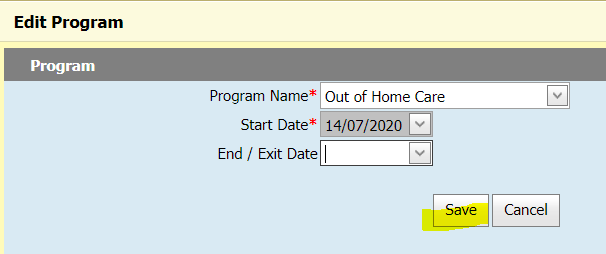 Edit Program
Program
Program Name* Out of Home Care
Start Date* 14/07/2020
End / Exit Date
Save Cancel